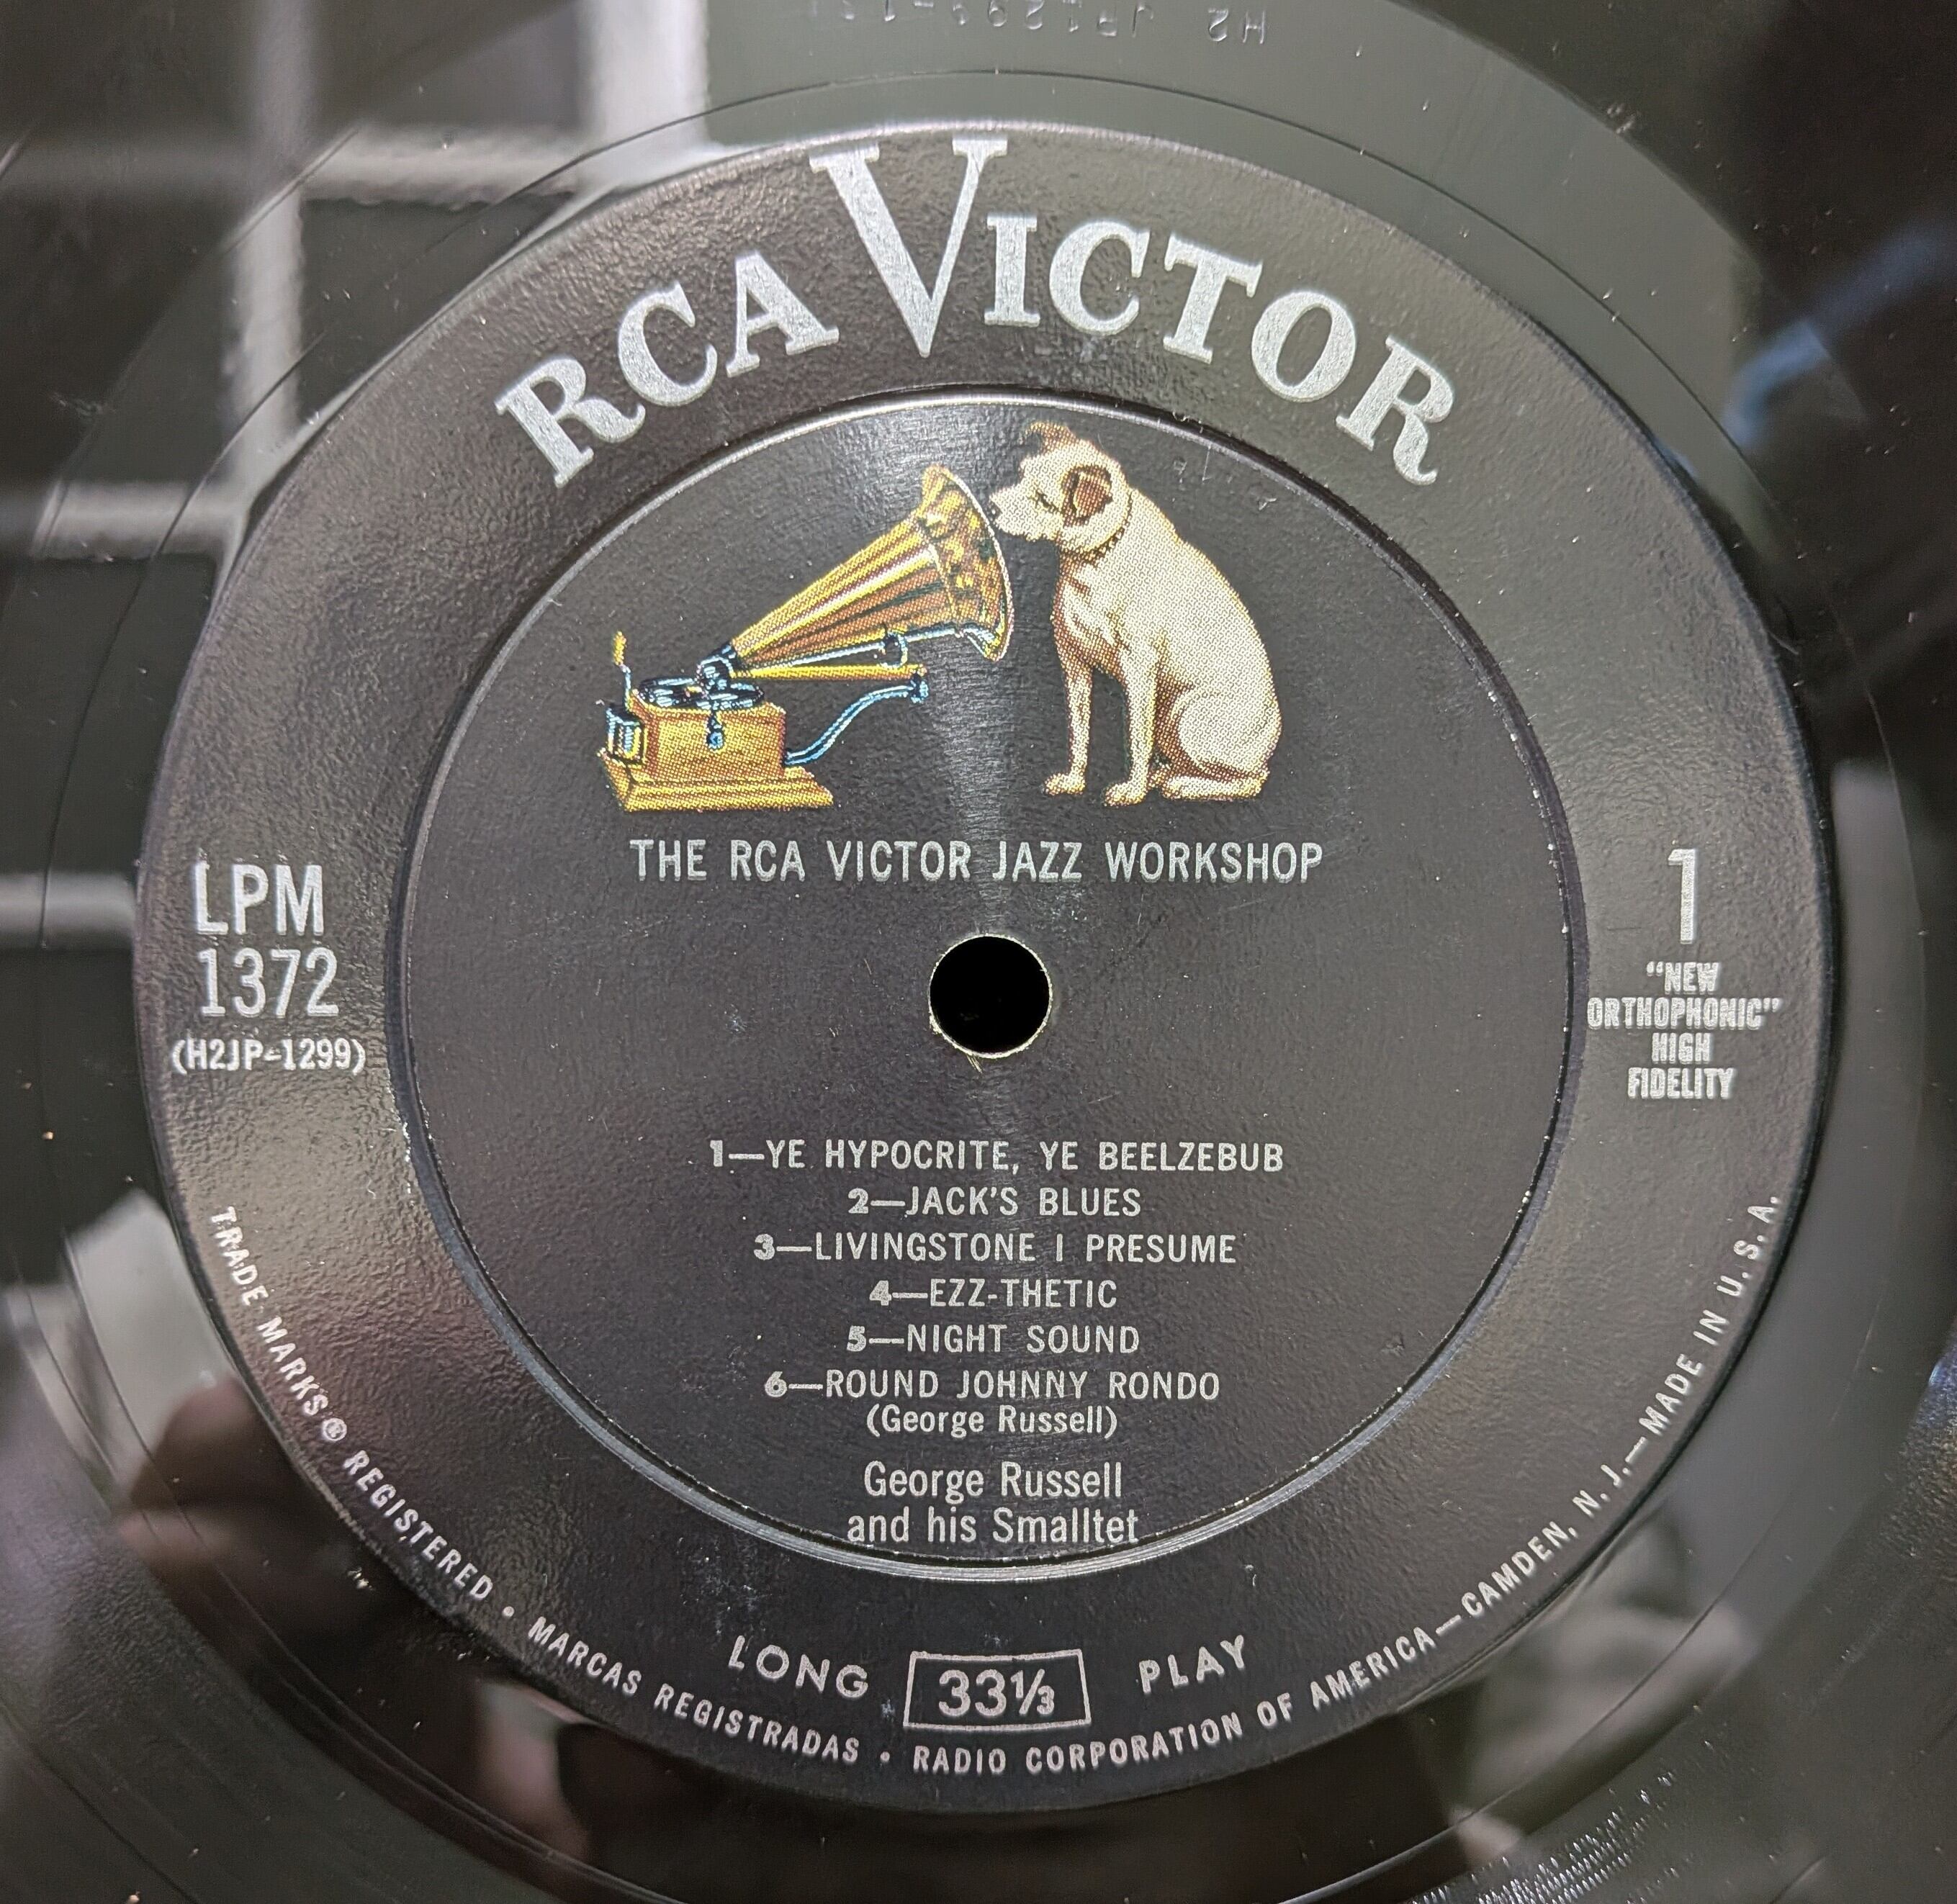 RCA VICTOR
THE RCA VICTOR JAZZ WORKSHOP
LPM
1372
(H2JP-1299)
1
"NEW
ORTHOPHONIC"
HIGH
FIDELITY
1—YE HYPOCRITE, YE BEELZEBUB
2—JACK'S BLUES
3—LIVINGSTONE I PRESUME
4—EZZ-THETIC
5—NIGHT SOUND
6—ROUND JOHNNY RONDO
(George Russell)
George Russell
and his Smalltet
LONG 33⅓ PLAY
TRADE MARKS ® REGISTERED • MARCAS REGISTRADAS • RADIO CORPORATION OF AMERICA—CAMDEN, N. J.—MADE IN U. S. A.